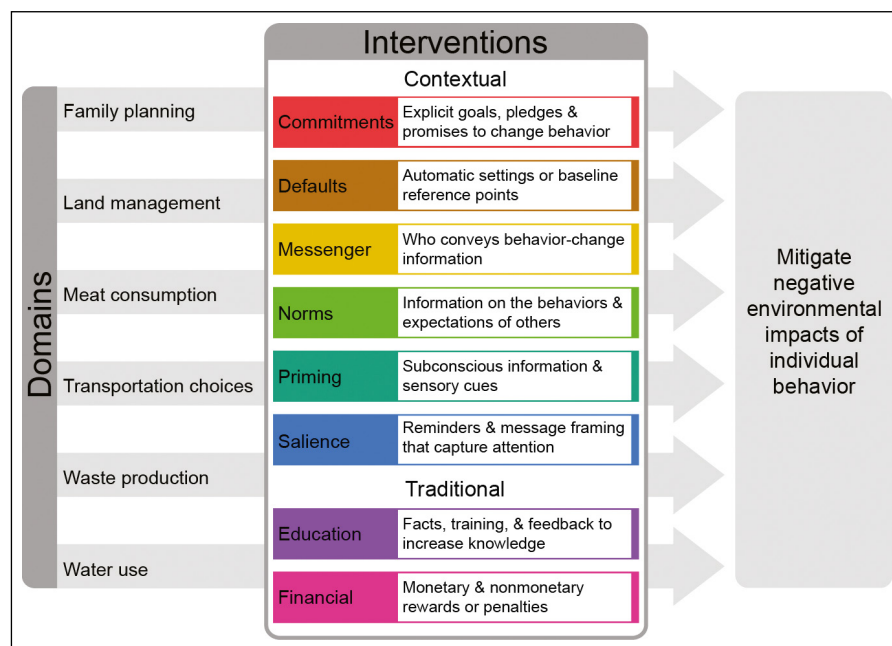 Interventions
Domains
Family planning
Land management
Meat consumption
Transportation choices
Waste production
Water use
Contextual
Commitments
Explicit goals, pledges &
promises to change behavior
Defaults
Automatic settings or baseline
reference points
Messenger
Who conveys behavior-change
information
Norms
Information on the behaviors &
expectations of others
Priming
Subconscious information &
sensory cues
Salience
Reminders & message framing
that capture attention
Traditional
Education
Facts, training, & feedback to
increase knowledge
Financial
Monetary & nonmonetary
rewards or penalties
Mitigate
negative
environmental
impacts of
individual
behavior